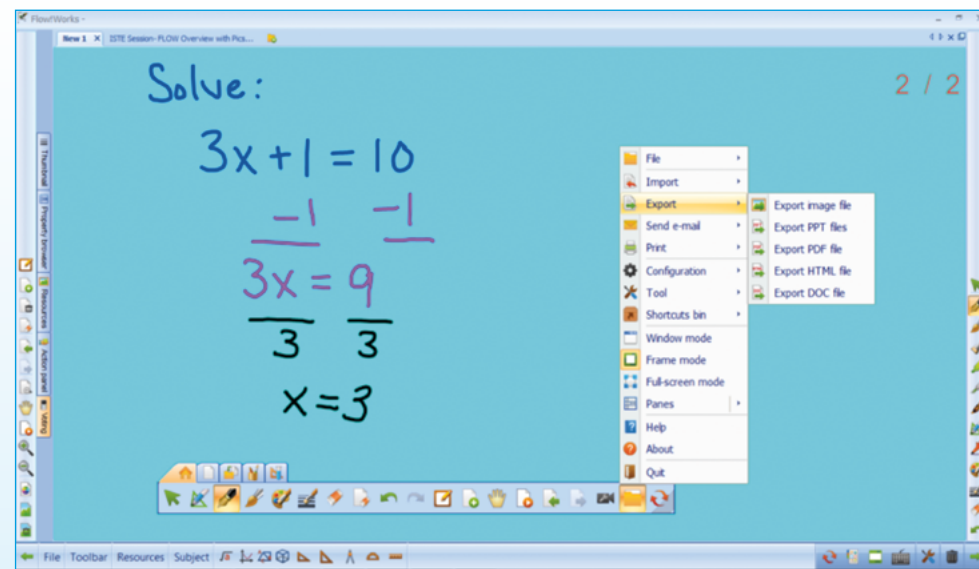 Flow!Works -
New 1 X ISTE Session- FLOW Overview with Pics...
2 / 2
Solve:
3x + 1 = 10
-1 -1
3x = 9
3 3
x = 3
Thumbnail
Property browser
Resources
Action panel
Voting
File
Import
Export
Send e-mail
Print
Configuration
Tool
Shortcuts bin
Window mode
Frame mode
Full-screen mode
Panes
Help
About
Quit
Export image file
Export PPT files
Export PDF file
Export HTML file
Export DOC file
File Toolbar Resources Subject